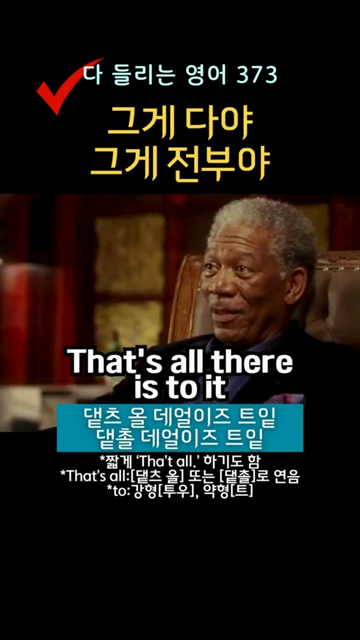 다 들리는 영어 373
그게 다야
그게 전부야
That's all there
is to it
댙츠 올 데얼이즈 트잍
댙촐 데얼이즈 트잍
*짧게 'Tha't all.' 하기도 함
*That's all:[댙츠 올] 또는 [댙촐]로 연음
*to:강형[투우], 약형[트]